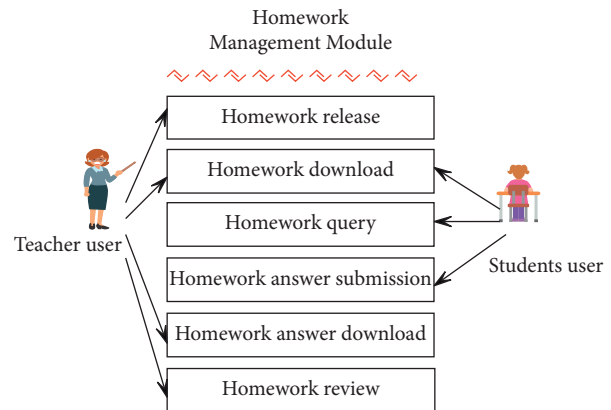 Homework
Management Module
Homework release
Homework download
Homework query
Teacher user
Homework answer submission
Students user
Homework answer download
Homework review